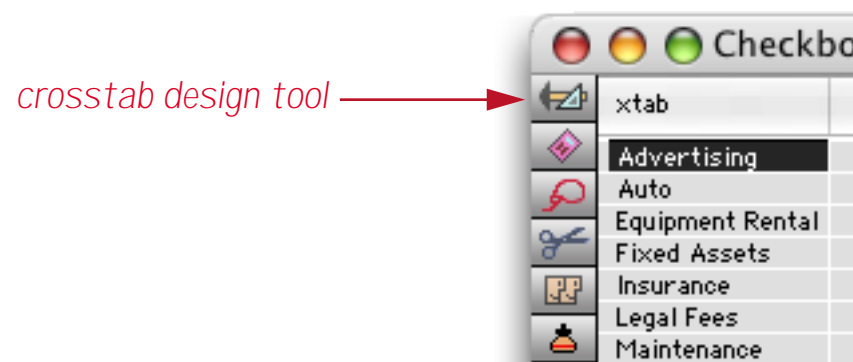 Checkbo
crosstab design tool
xtab
Advertising
Auto
Equipment Rental
Fixed Assets
Insurance
Legal Fees
Maintenance